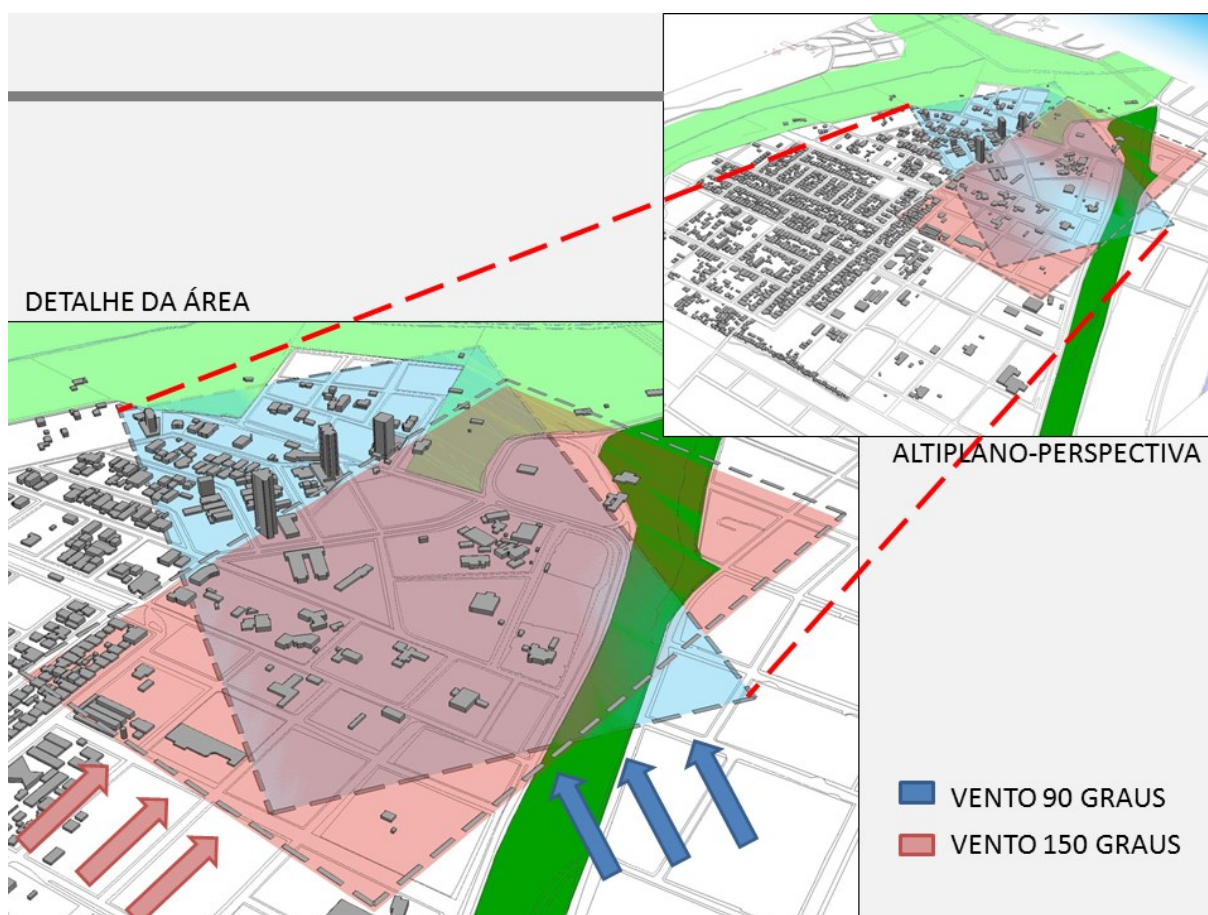 DETALHE DA ÁREA
ALTIPLANO-PERSPECTIVA
VENTO 90 GRAUS
VENTO 150 GRAUS